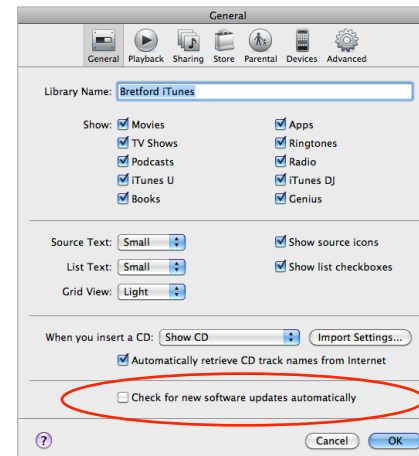 General
General Playback Sharing Store Parental Devices Advanced
Library Name: Bretford iTunes
Show: Movies Apps
TV Shows Ringtones
Podcasts Radio
iTunes U iTunes DJ
Books Genius
Source Text: Small Show source icons
List Text: Small Show list checkboxes
Grid View: Light
When you insert a CD: Show CD Import Settings...
Automatically retrieve CD track names from Internet
Check for new software updates automatically
? Cancel OK